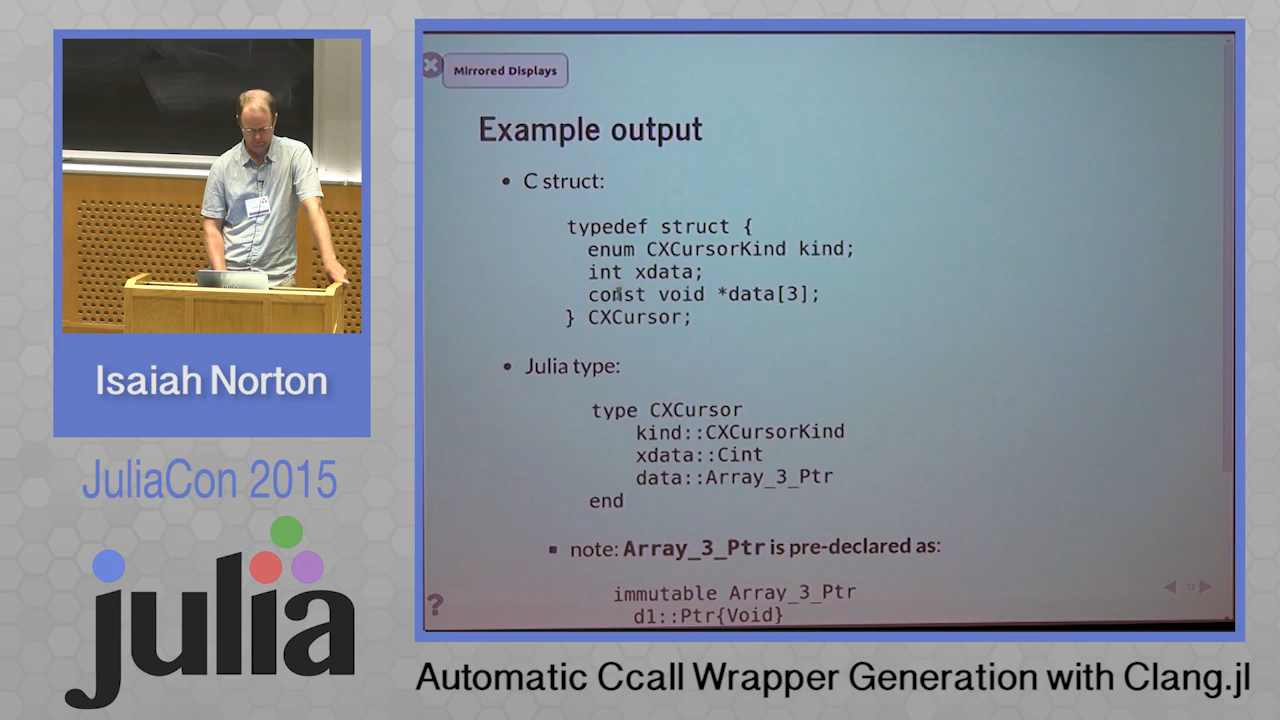 Mirrored Displays
Example output
• C struct:
typedef struct {
enum CXCursorKind kind;
int xdata;
const void *data[3];
} CXCursor;
• Julia type:
type CXCursor
kind::CXCursorKind
xdata::Cint
data::Array_3_Ptr
end
▪ note: Array_3_Ptr is pre-declared as:
immutable Array_3_Ptr
d1::Ptr{Void}
?
12
Isaiah Norton
JuliaCon 2015
julia
Automatic Ccall Wrapper Generation with Clang.jl